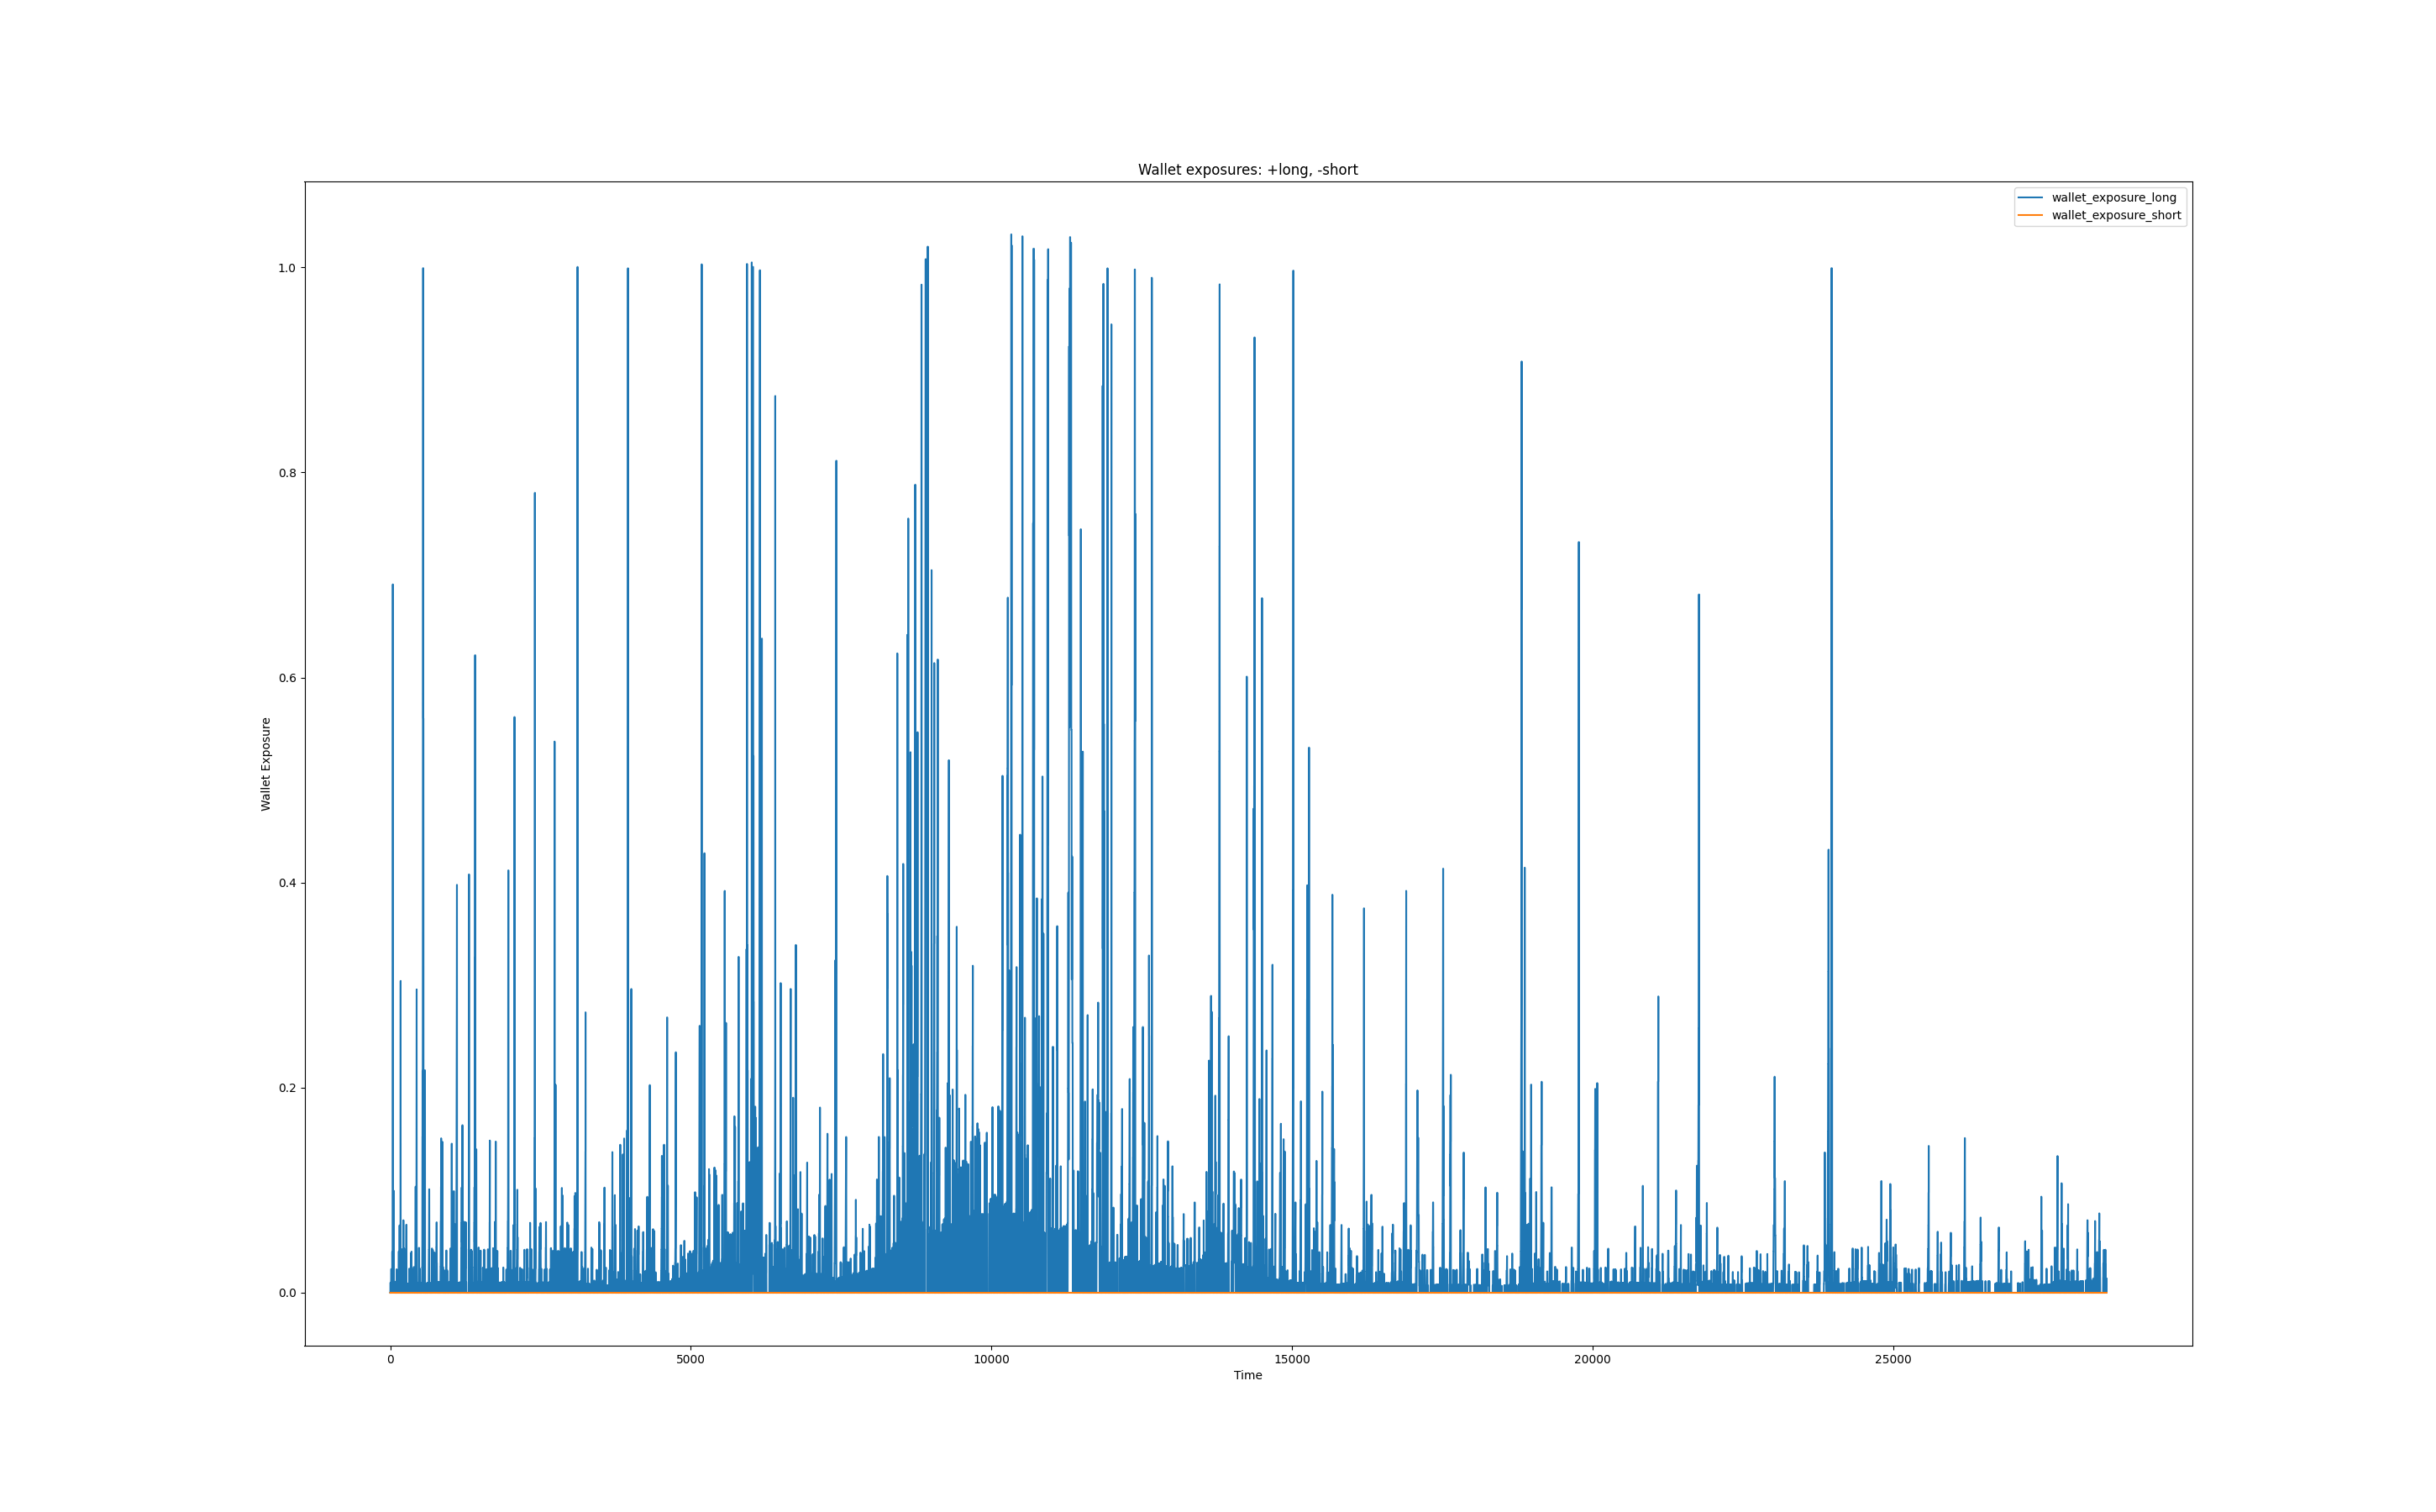 Wallet exposures: +long, -short
wallet_exposure_long
wallet_exposure_short
1.0
0.8
0.6
0.4
0.2
0.0
Wallet Exposure
0 5000 10000 15000 20000 25000
Time